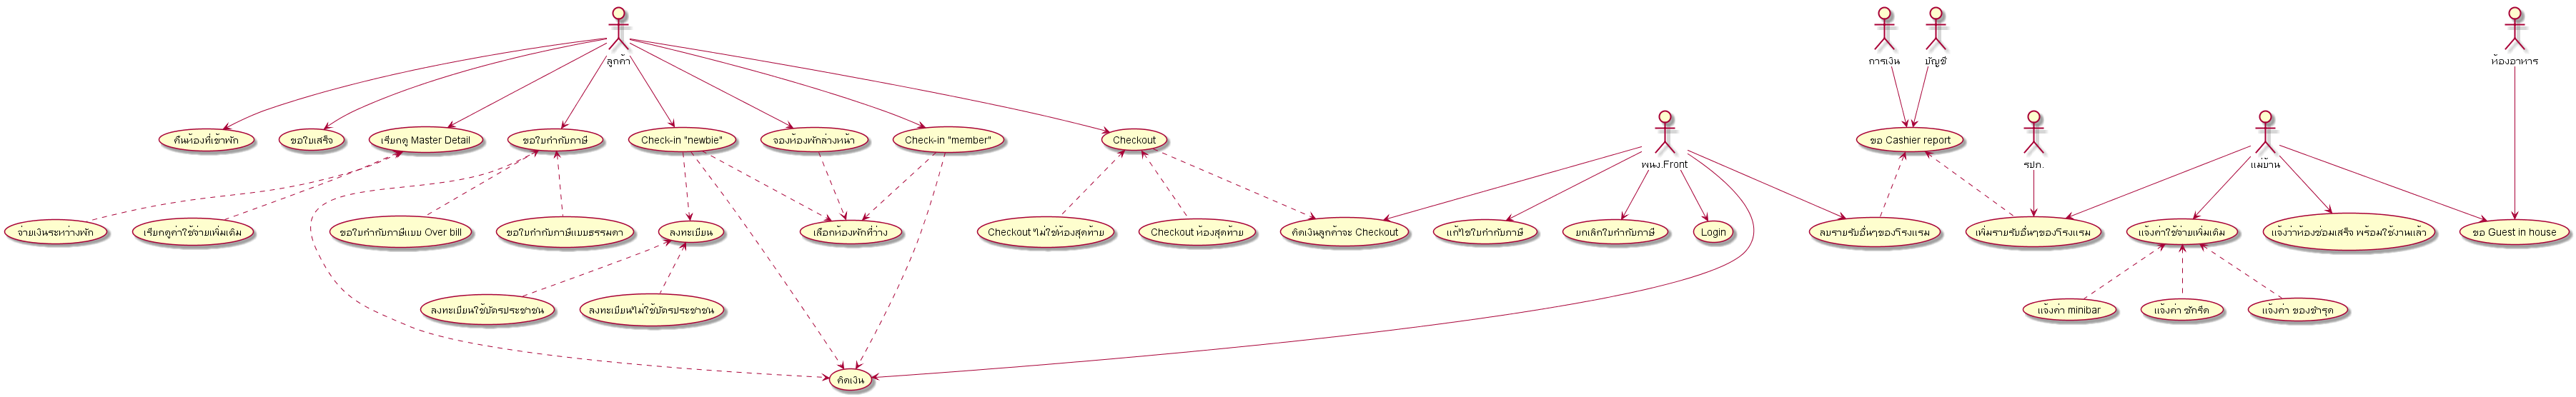 ลูกค้า
การเงิน
บัญชี
ห้องอาหาร
คืนห้องที่เข้าพัก
ขอใบเสร็จ
เรียกดู Master Detail
ขอใบกำกับภาษี
Check-in "newbie"
จองห้องพักล่วงหน้า
Check-in "member"
Checkout
พนง.Front
ขอ Cashier report
รปภ.
แม่บ้าน
จ่ายเงินระหว่างพัก
เรียกดูค่าใช้จ่ายเพิ่มเติม
ขอใบกำกับภาษีแบบ Over bill
ขอใบกำกับภาษีแบบธรรมดา
ลงทะเบียน
เลือกห้องพักที่ว่าง
Checkout ไม่ใช่ห้องสุดท้าย
Checkout ห้องสุดท้าย
คิดเงินลูกค้าจะ Checkout
แก้ไขใบกำกับภาษี
ยกเลิกใบกำกับภาษี
Login
ลบรายรับอื่นๆของโรงแรม
เพิ่มรายรับอื่นๆของโรงแรม
แจ้งค่าใช้จ่ายเพิ่มเติม
แจ้งว่าห้องซ่อมเสร็จ พร้อมใช้งานแล้ว
ขอ Guest in house
ลงทะเบียนใช้บัตรประชาชน
ลงทะเบียนไม่ใช้บัตรประชาชน
แจ้งค่า minibar
แจ้งค่า ซักรีด
แจ้งค่า ของชำรุด
คิดเงิน